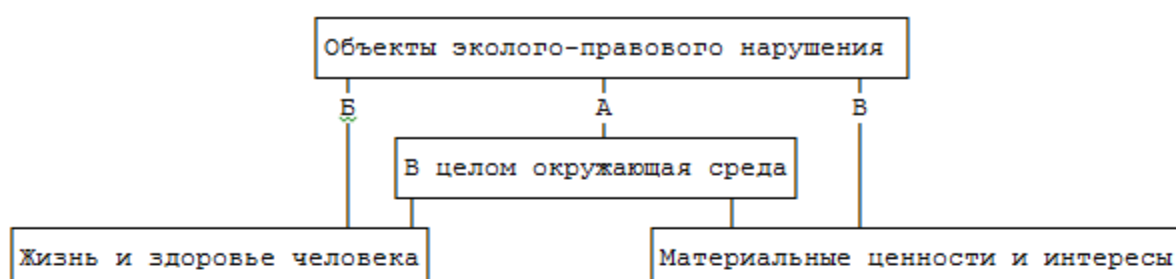 Объекты эколого-правового нарушения
Б А В
В целом окружающая среда
Жизнь и здоровье человека Материальные ценности и интересы